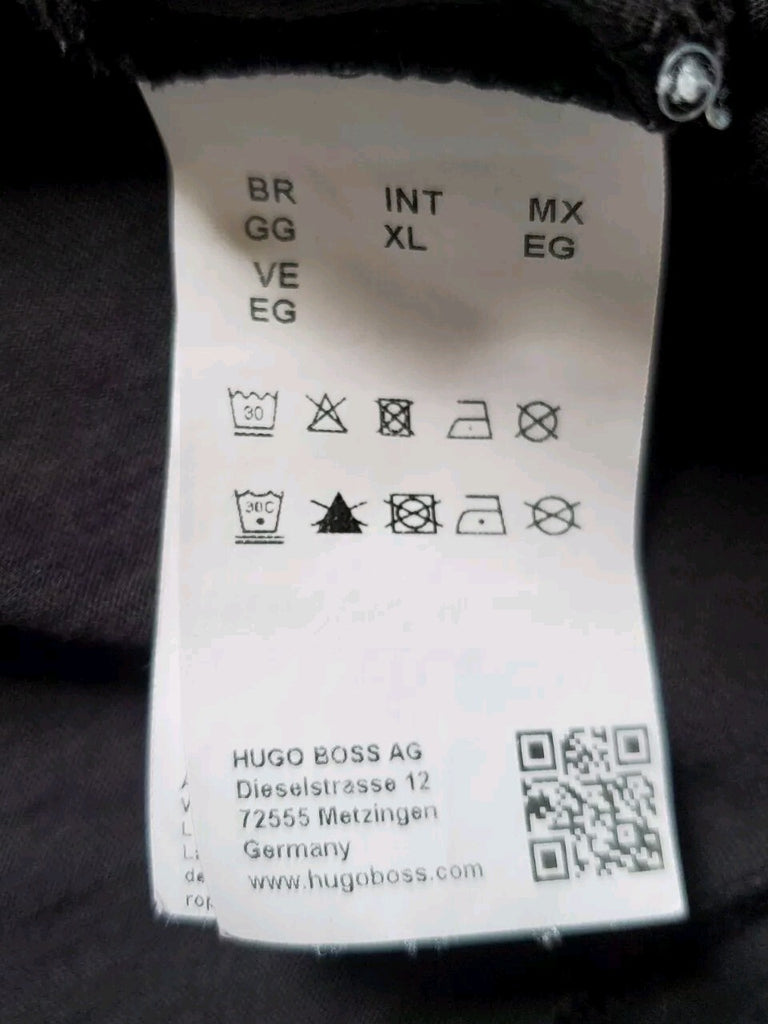 BR INT MX
GG XL EG
VE
EG
30
30C
HUGO BOSS AG
Dieselstrasse 12
72555 Metzingen
Germany
www.hugoboss.com
de